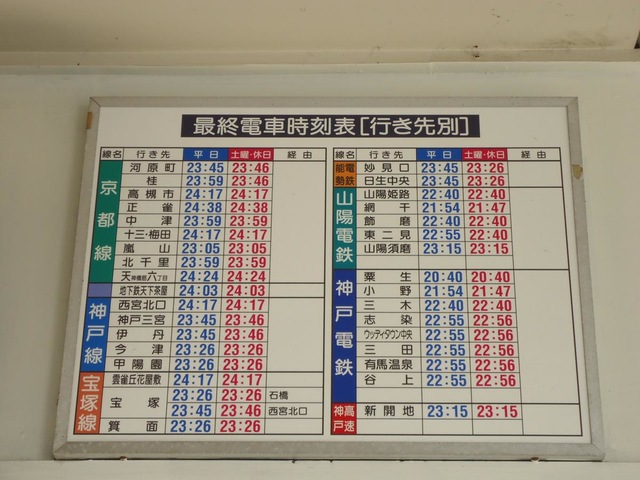 最終電車時刻表[行き先別]
線名 行き先 平日 土曜・休日 経由
京都線
河原町 23:45 23:46
桂 23:59 23:46
高槻市 24:17 24:17
正雀 24:38 24:38
中津 23:59 23:59
十三・梅田 24:17 24:17
嵐山 23:05 23:05
北千里 23:59 23:59
天神橋筋六丁目 24:24 24:24
地下鉄天下茶屋 24:03 24:03
神戸線
西宮北口 24:17 24:17
神戸三宮 23:45 23:46
伊丹 23:45 23:46
今津 23:26 23:26
甲陽園 23:26 23:26
宝塚線
雲雀丘花屋敷 24:17 24:17
宝塚 23:26 23:26 石橋
23:45 23:46 西宮北口
箕面 23:26 23:26
線名 行き先 平日 土曜・休日 経由
能電 妙見口 23:45 23:26
勢鉄 日生中央 23:45 23:26
山陽電鉄
山陽姫路 22:40 22:40
網干 21:54 21:47
飾磨 22:40 22:40
東二見 22:55 22:40
山陽須磨 23:15 23:15
神戸電鉄
粟生 20:40 20:40
小野 21:54 21:47
三木 22:40 22:40
志染 22:55 22:56
ウッディタウン中央 22:55 22:56
三田 22:55 22:56
有馬温泉 22:55 22:56
谷上 22:55 22:56
神戸高速 新開地 23:15 23:15